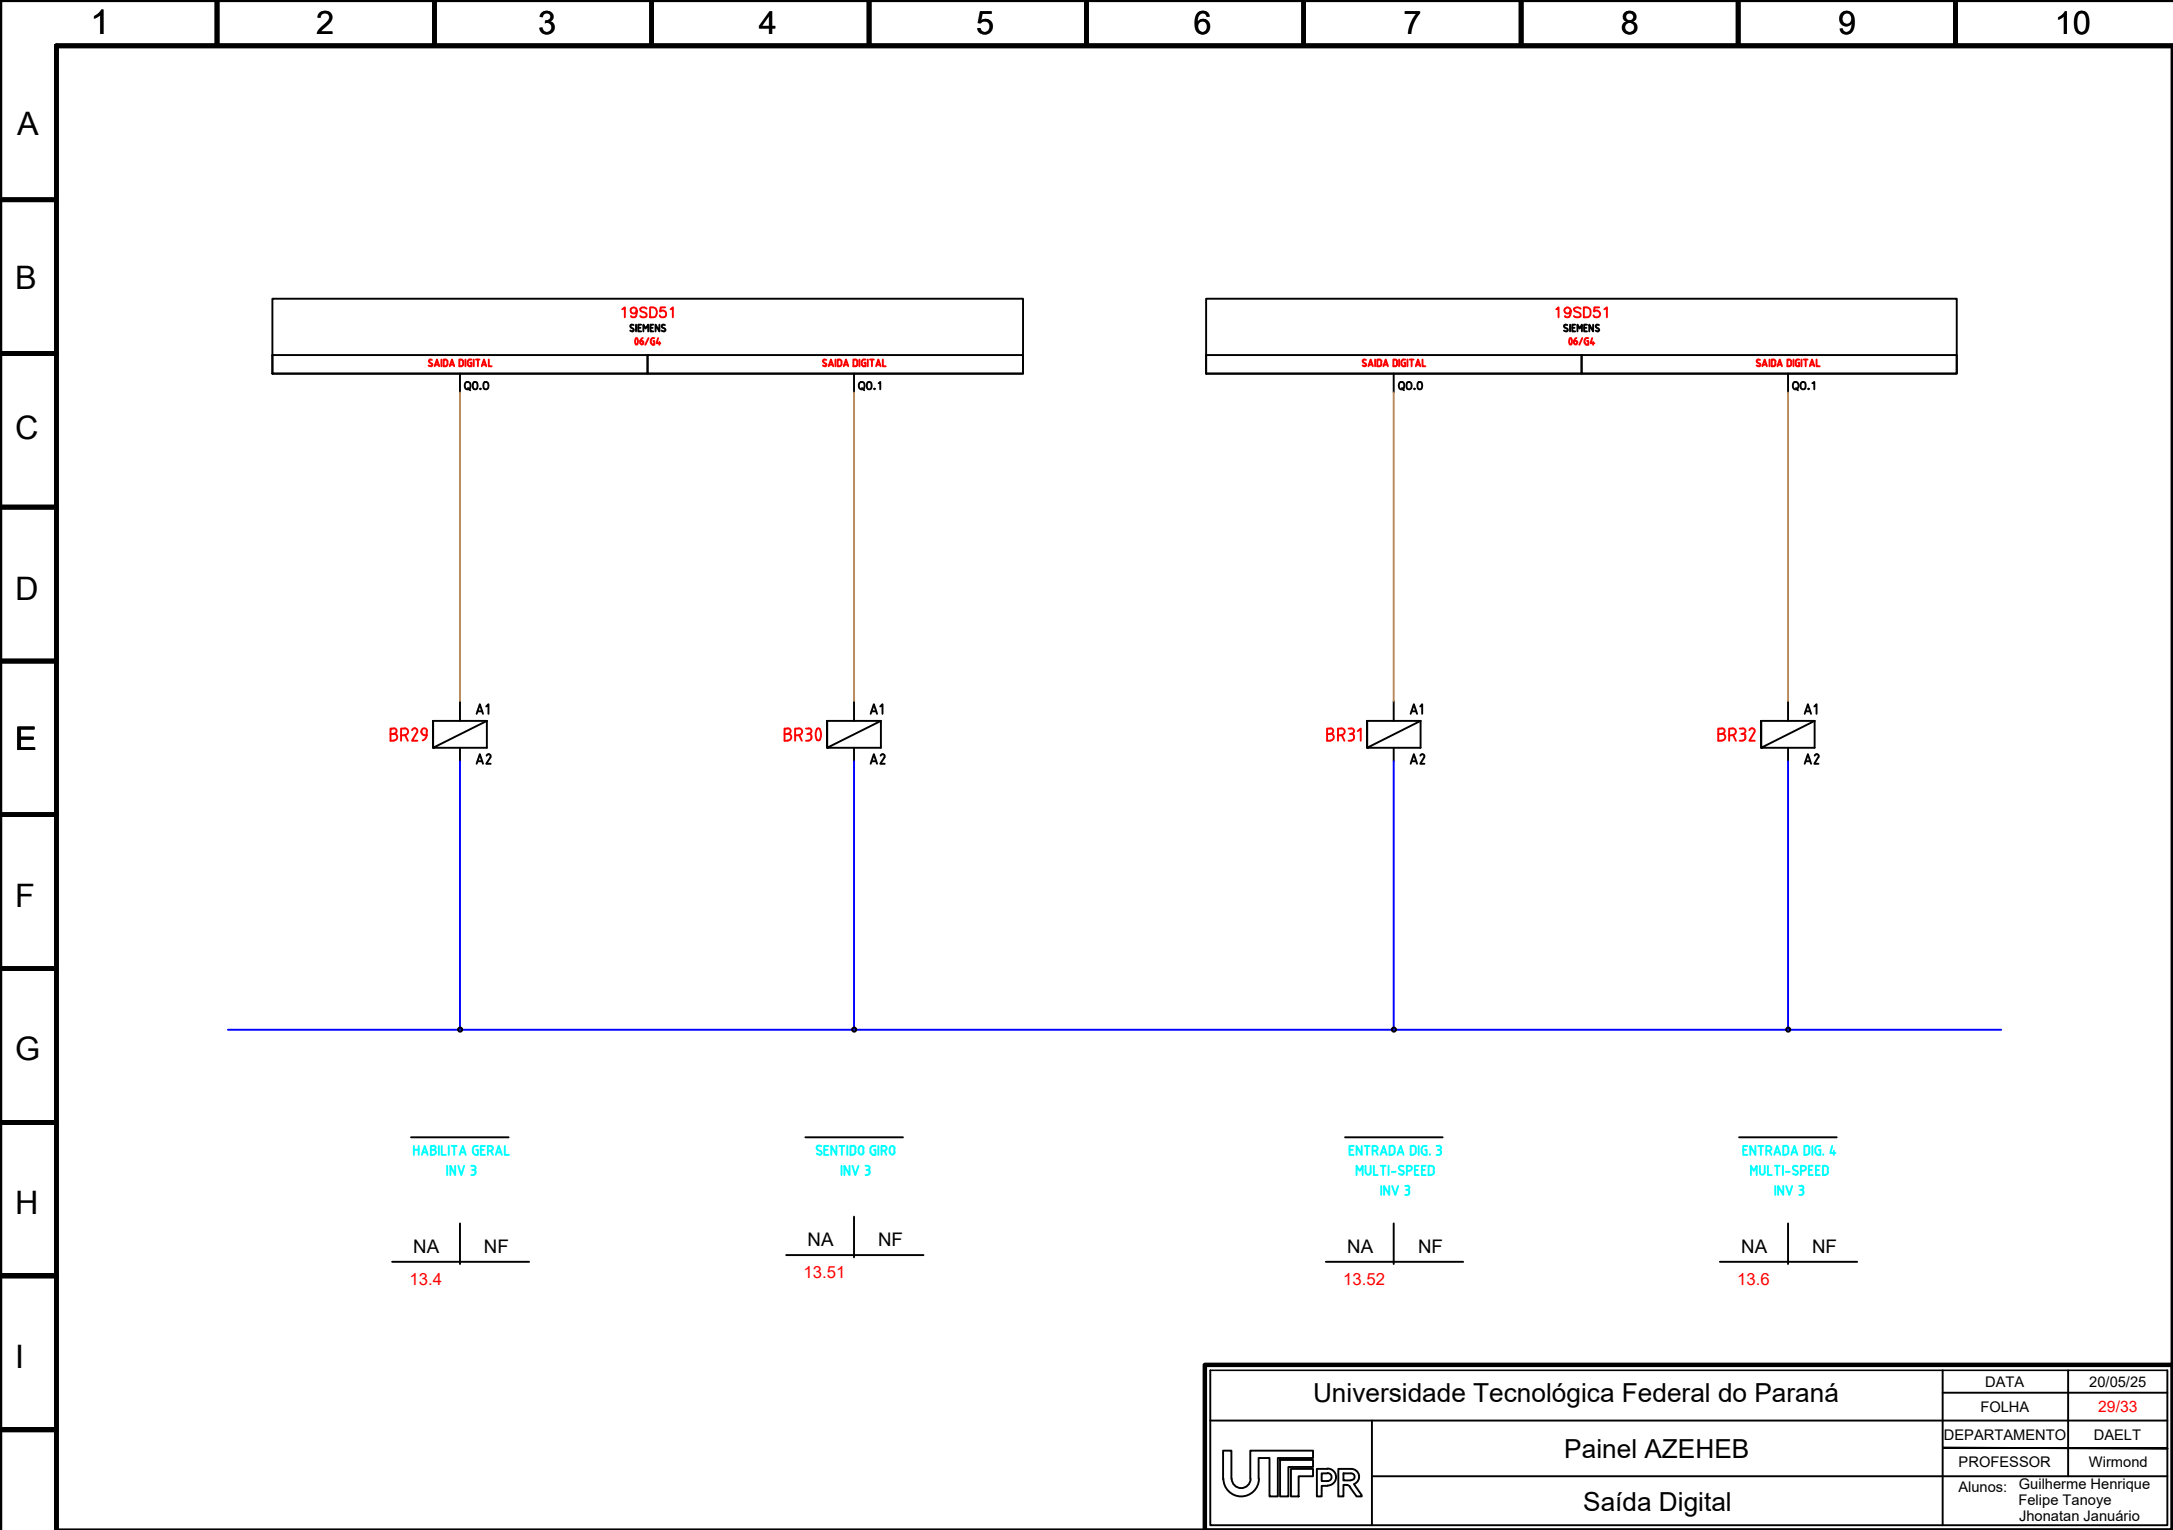 1 2 3 4 5 6 7 8 9 10
A
B
C
D
E
F
G
H
I
19SD51
SIEMENS
06/G4
SAIDA DIGITAL SAIDA DIGITAL
Q0.0 Q0.1
19SD51
SIEMENS
06/G4
SAIDA DIGITAL SAIDA DIGITAL
Q0.0 Q0.1
A1 A1 A1 A1
BR29 BR30 BR31 BR32
A2 A2 A2 A2
HABILITA GERAL
INV 3
SENTIDO GIRO
INV 3
ENTRADA DIG. 3
MULTI-SPEED
INV 3
ENTRADA DIG. 4
MULTI-SPEED
INV 3
NA NF
13.4
NA NF
13.51
NA NF
13.52
NA NF
13.6
Universidade Tecnológica Federal do Paraná
UTFPR
Painel AZEHEB
Saída Digital
DATA 20/05/25
FOLHA 29/33
DEPARTAMENTO DAELT
PROFESSOR Wirmond
Alunos: Guilherme Henrique
Felipe Tanoye
Jhonatan Januário